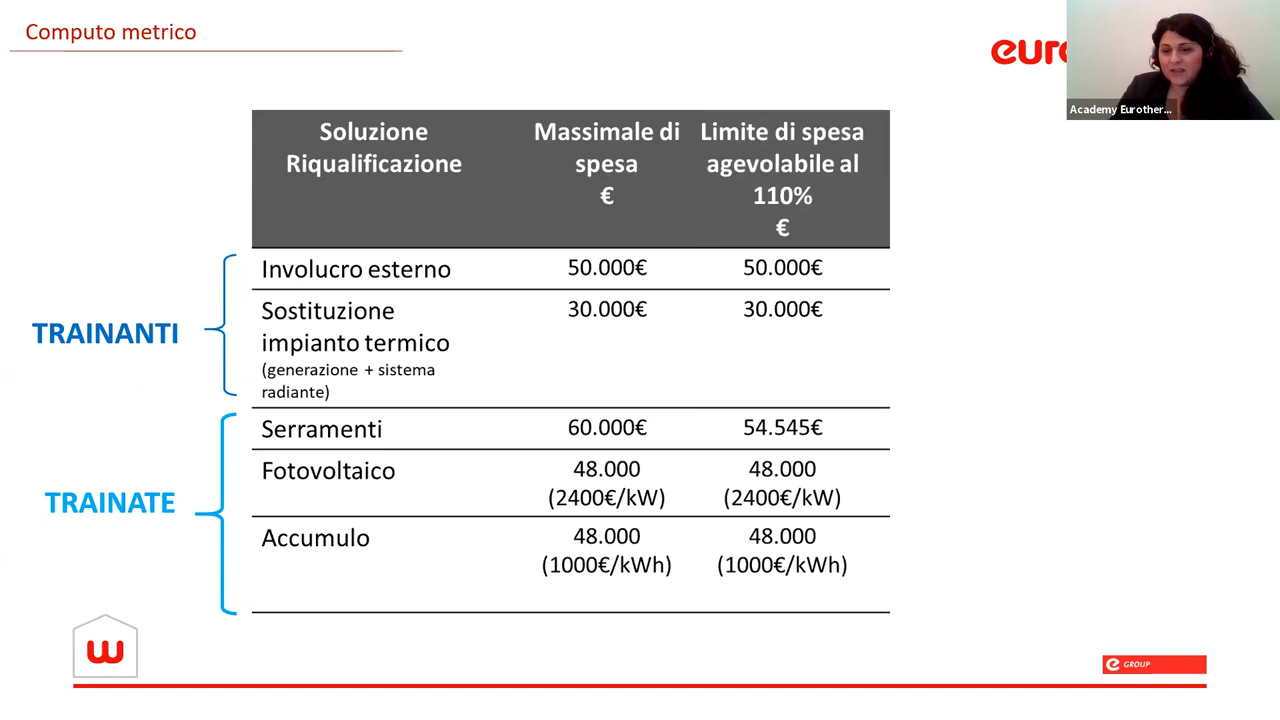 Computo metrico
euro
Academy Eurother...
Soluzione Riqualificazione
Massimale di spesa €
Limite di spesa agevolabile al 110% €
TRAINANTI
Involucro esterno 50.000€ 50.000€
Sostituzione impianto termico 30.000€ 30.000€
(generazione + sistema radiante)
TRAINATE
Serramenti 60.000€ 54.545€
Fotovoltaico 48.000 48.000
(2400€/kW) (2400€/kW)
Accumulo 48.000 48.000
(1000€/kWh) (1000€/kWh)
w
e GROUP